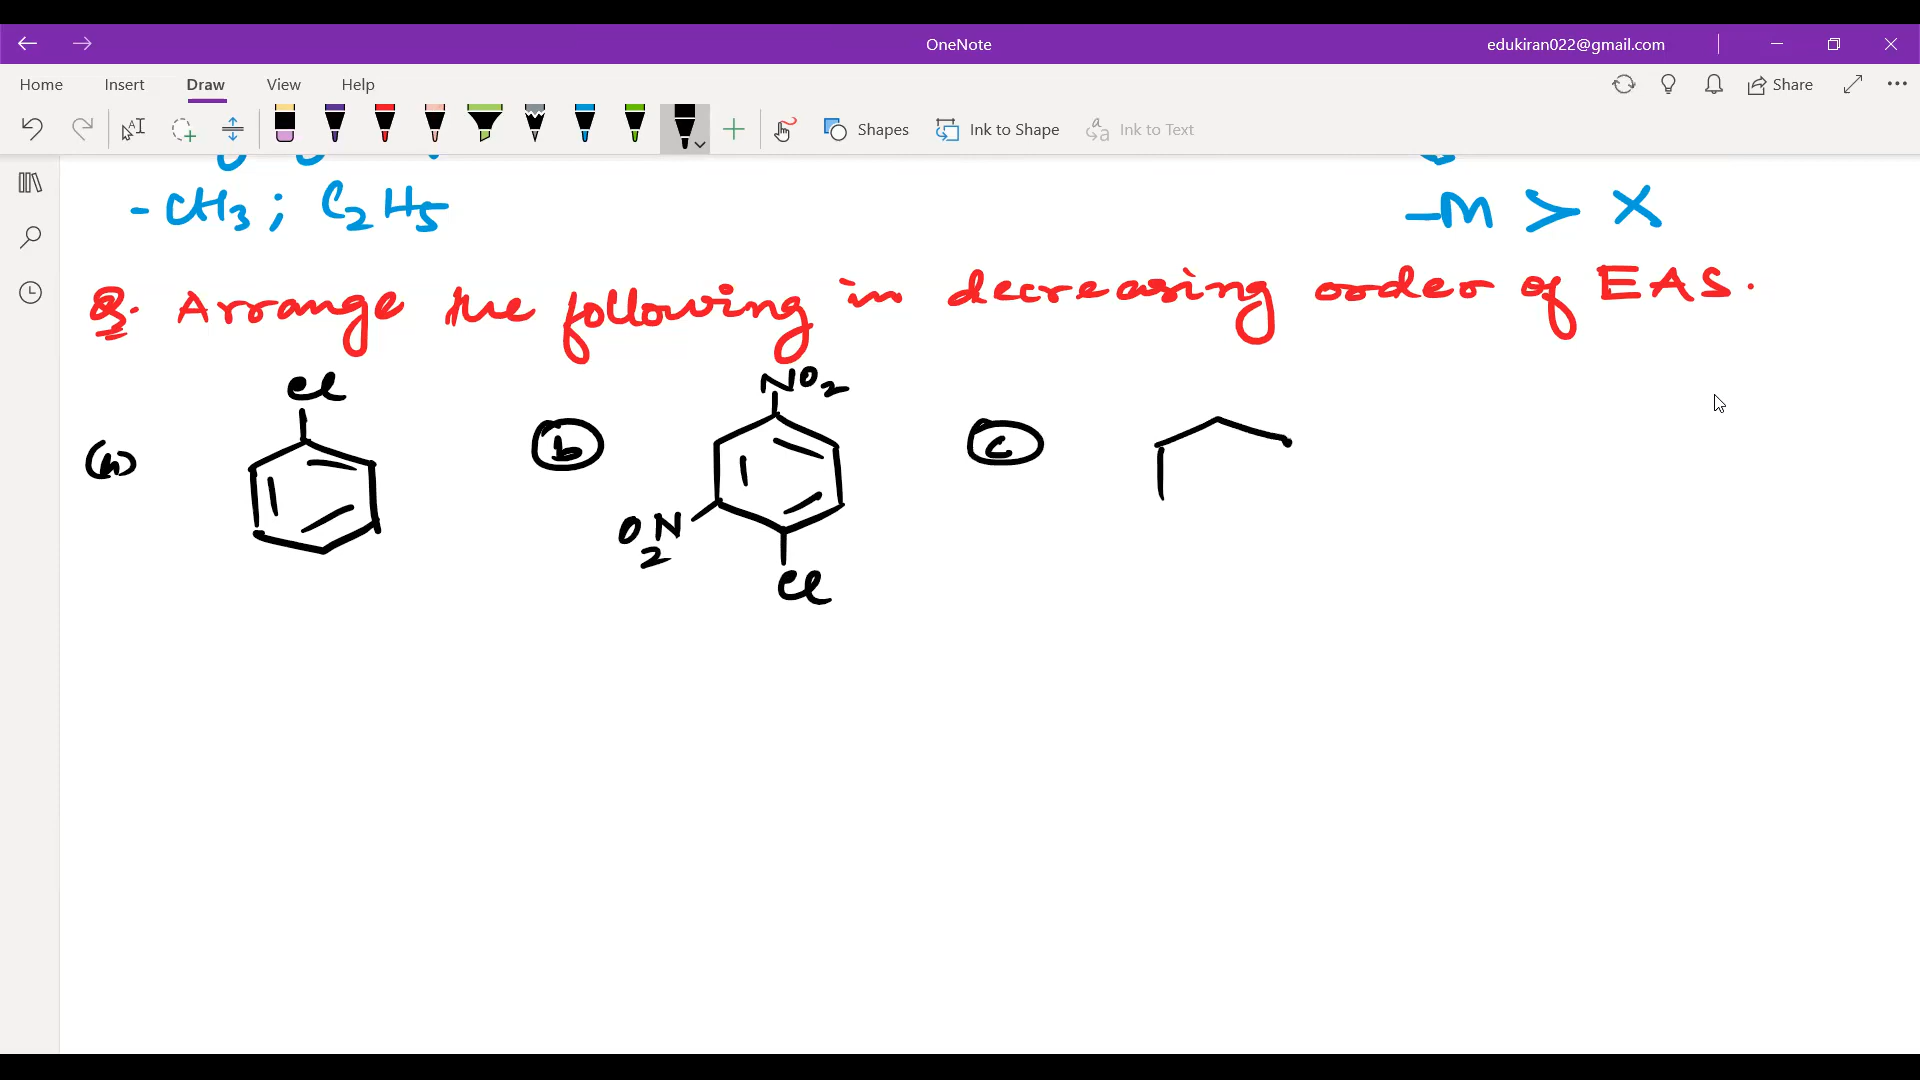 OneNote
edukiran022@gmail.com
Home Insert Draw View Help
Share
Shapes Ink to Shape Ink to Text
-CH3 ; C2H5
-M > X
Q. Arrange the following in decreasing order of EAS.
Cl
(a)
NO2
(b)
O2N
Cl
(c)